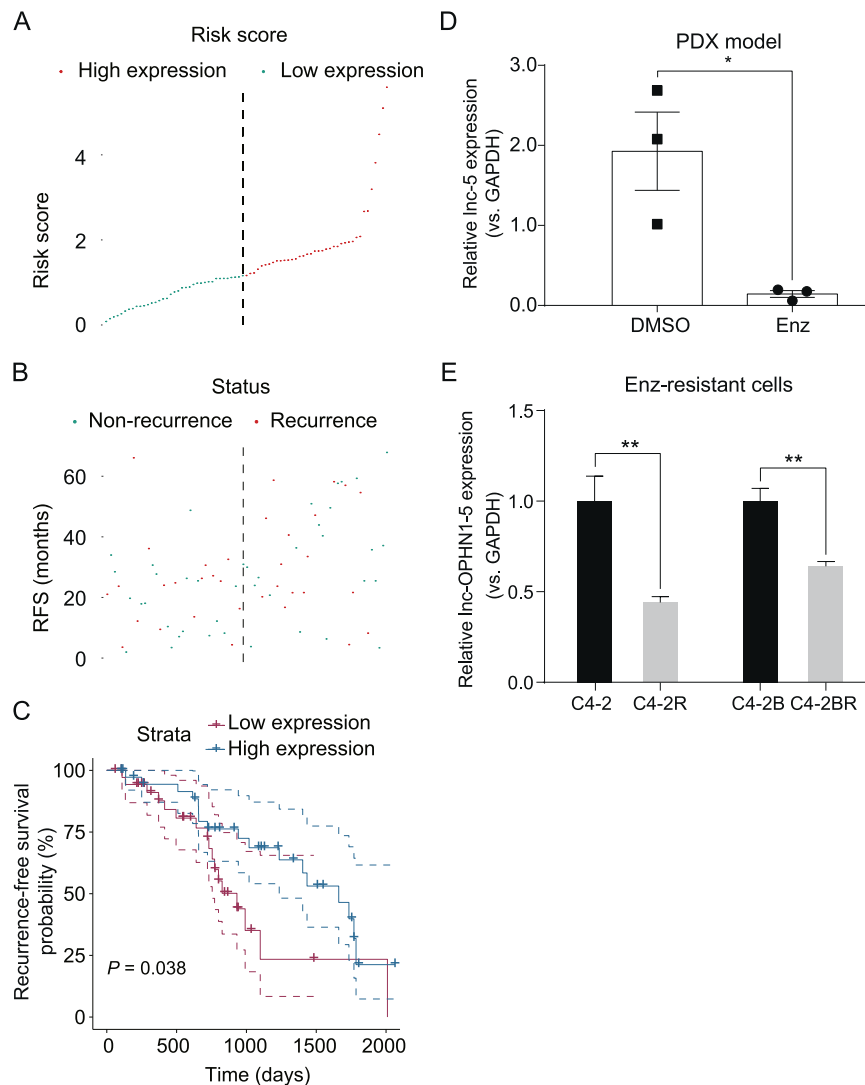 A
Risk score
High expression
Low expression
Risk score
4
2
0
B
Status
Non-recurrence
Recurrence
RFS (months)
60
40
20
0
C
Strata
Low expression
High expression
Recurrence-free survival
probability (%)
100
75
50
25
0
P = 0.038
0 500 1000 1500 2000
Time (days)
D
PDX model
Relative lnc-5 expression
(vs. GAPDH)
3.0
2.0
1.0
0.0
*
DMSO Enz
E
Enz-resistant cells
Relative lnc-OPHN1-5 expression
(vs. GAPDH)
1.5
1.0
0.5
0.0
**
**
C4-2 C4-2R C4-2B C4-2BR